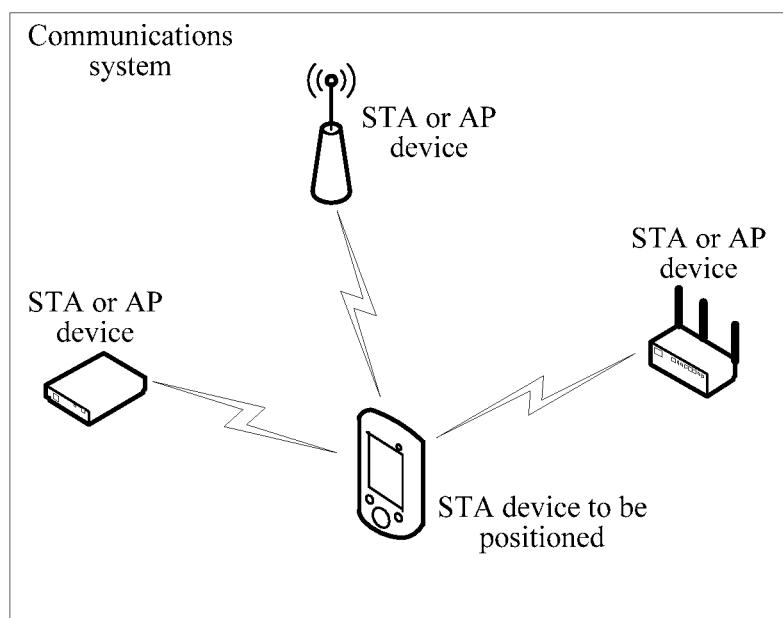 Communications
system
STA or AP
device
STA or AP
device
STA or AP
device
STA device to be
positioned